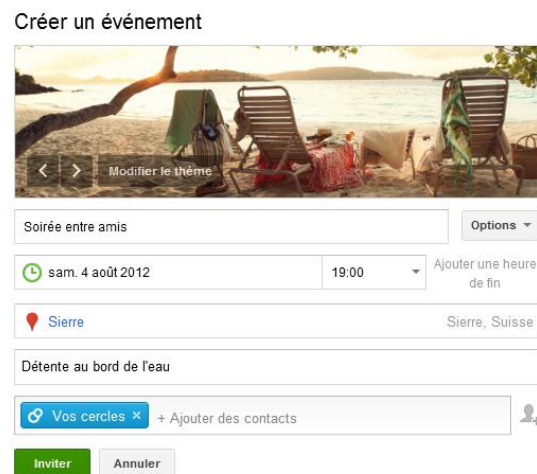 Créer un événement
Modifier le thème
Soirée entre amis
Options
sam. 4 août 2012 19:00 Ajouter une heure
de fin
Sierre Sierre, Suisse
Détente au bord de l'eau
Vos cercles × + Ajouter des contacts
Inviter Annuler